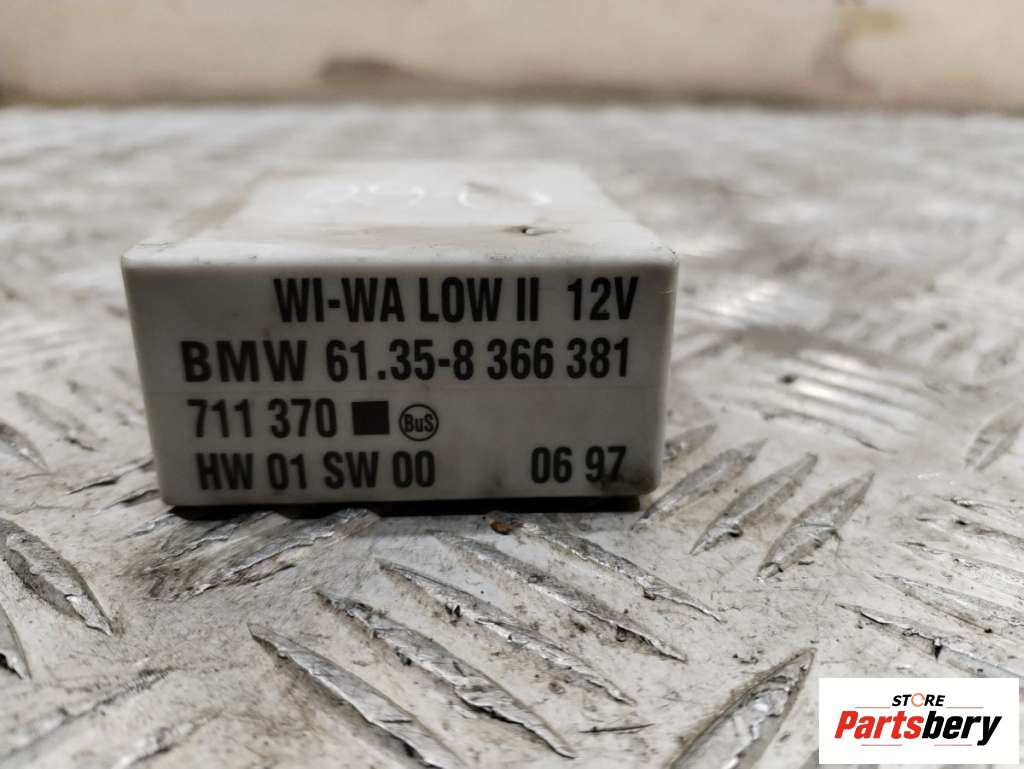 WI-WA LOW II 12V
BMW 61.35-8 366 381
711 370 ■ BuS
HW 01 SW 00 06 97
STORE
Partsbery